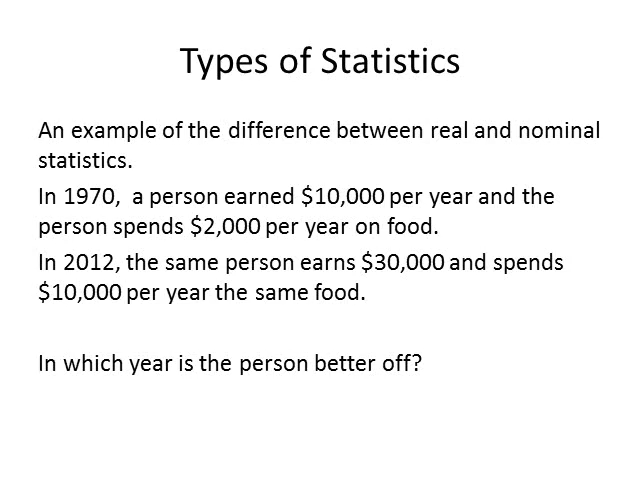 Types of Statistics
An example of the difference between real and nominal
statistics.
In 1970,  a person earned $10,000 per year and the
person spends $2,000 per year on food.
In 2012, the same person earns $30,000 and spends
$10,000 per year the same food.
In which year is the person better off?